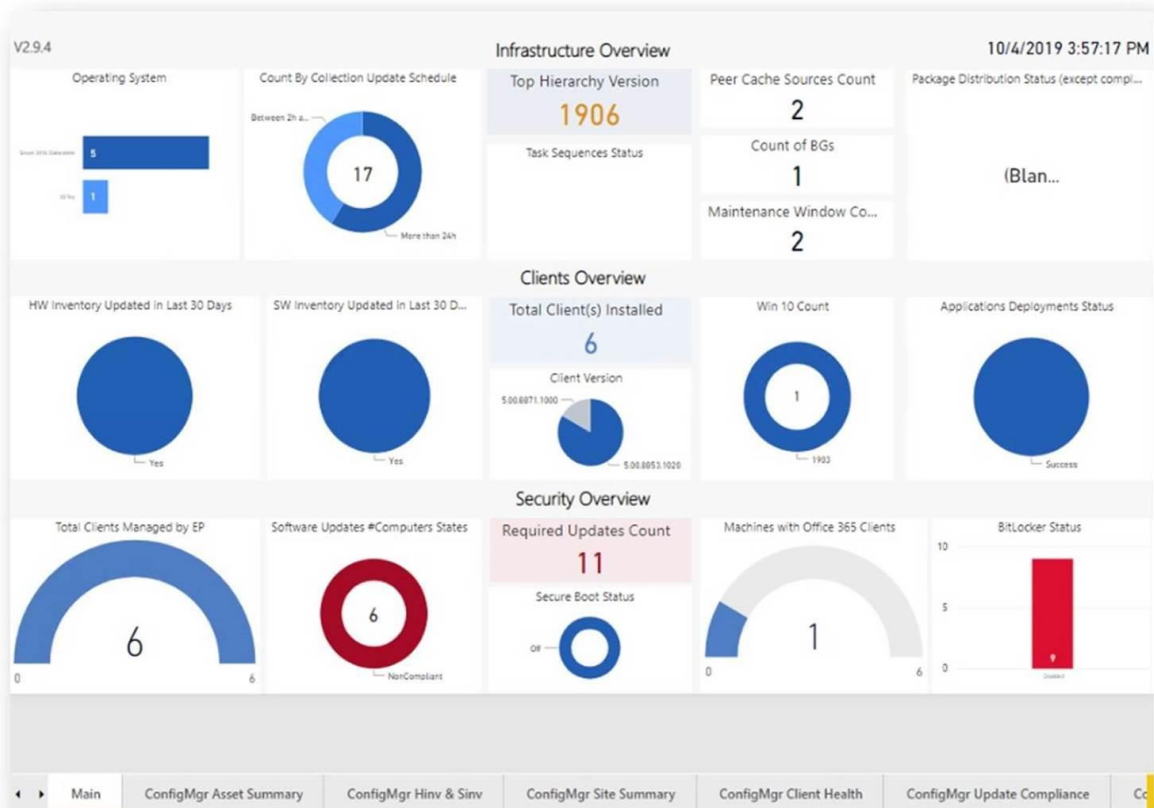 V2.9.4
Infrastructure Overview
10/4/2019 3:57:17 PM
Operating System
5
1
Count By Collection Update Schedule
Between 2h a...
17
More than 24h
Top Hierarchy Version
1906
Task Sequences Status
Peer Cache Sources Count
2
Count of BGs
1
Maintenance Window Co...
2
Package Distribution Status (except compl...
(Blan...
Clients Overview
HW Inventory Updated in Last 30 Days
Yes
SW Inventory Updated in Last 30 D...
Yes
Total Client(s) Installed
6
Client Version
5.00.8871.1000
5.00.8853.1020
Win 10 Count
1
1903
Applications Deployments Status
Success
Security Overview
Total Clients Managed by EP
6
0
6
Software Updates #Computers States
6
NonCompliant
Required Updates Count
11
Secure Boot Status
Off
Machines with Office 365 Clients
1
0
6
BitLocker Status
10
5
0
9
Disabled
Main
ConfigMgr Asset Summary
ConfigMgr Hinv & Sinv
ConfigMgr Site Summary
ConfigMgr Client Health
ConfigMgr Update Compliance